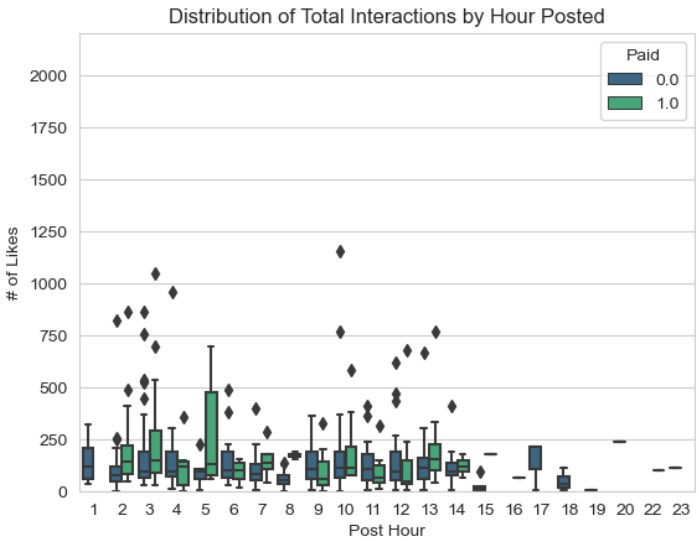 Distribution of Total Interactions by Hour Posted
Paid
0.0
1.0
2000
1750
1500
1250
1000
750
500
250
0
# of Likes
1 2 3 4 5 6 7 8 9 10 11 12 13 14 15 16 17 18 19 20 22 23
Post Hour